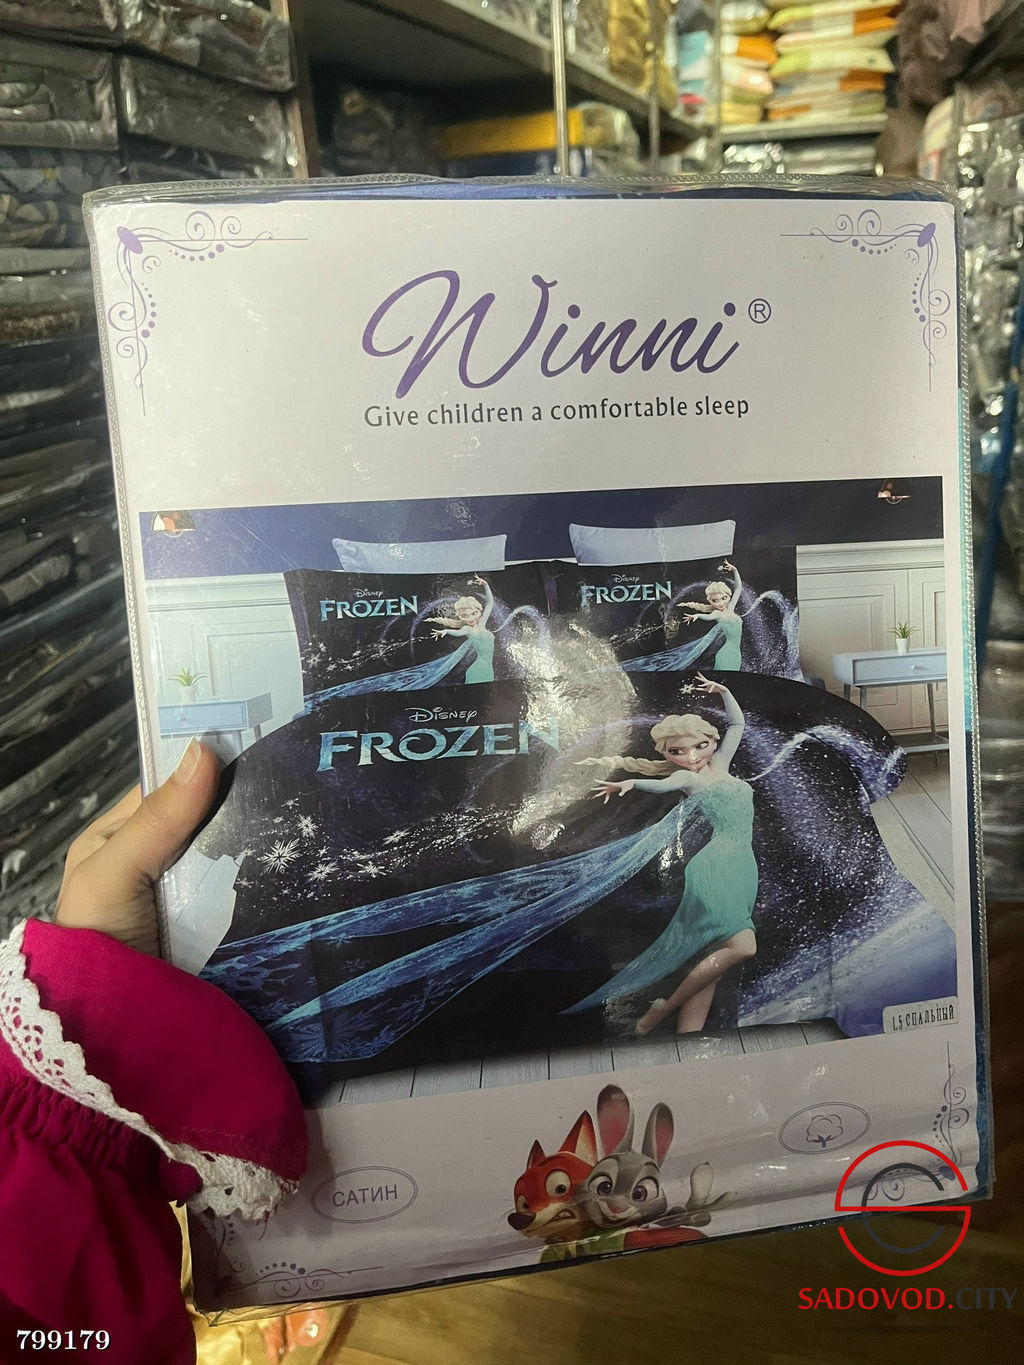 Winni®
Give children a comfortable sleep
Disney
FROZEN
Disney
FROZEN
Disney
FROZEN
1,5 СПАЛЬНЫЙ
САТИН
SADOVOD.CITY
799179